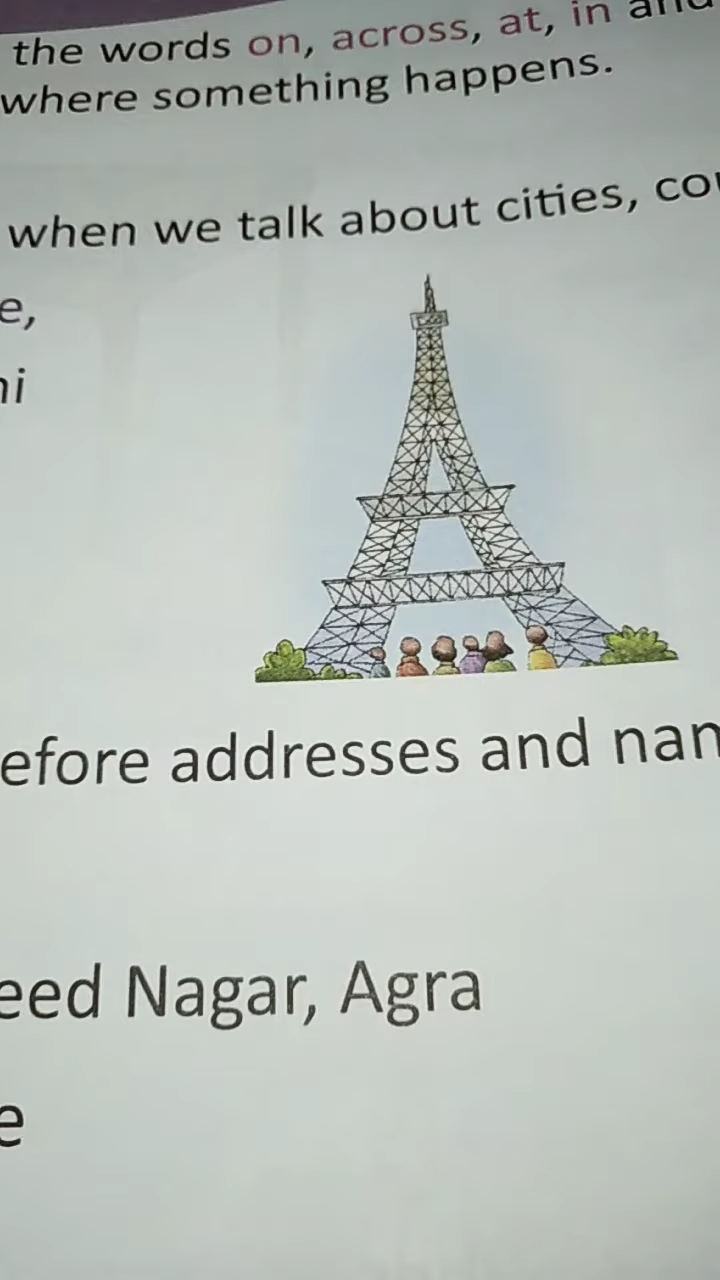 the words on, across, at, in and
where something happens.
when we talk about cities,
e,
ni
efore addresses and
eed Nagar, Agra
e